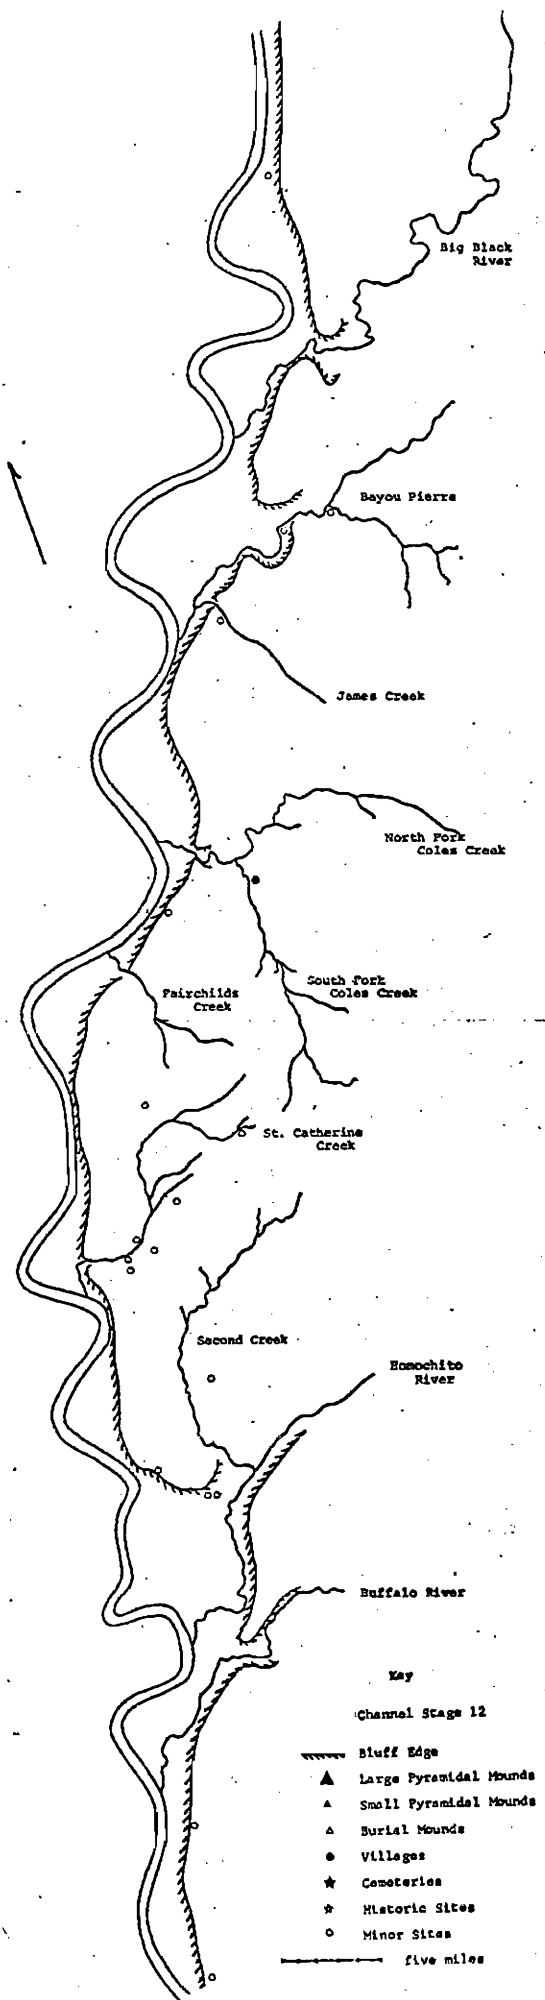 Big Black
River
Bayou Pierre
James Creek
North Fork
Coles Creek
South Fork
Coles Creek
Fairchilds
Creek
St. Catherine
Creek
Second Creek
Homochito
River
Buffalo River
Key
Channel Stage 12
Bluff Edge
Large Pyramidal Mounds
Small Pyramidal Mounds
Burial Mounds
Villages
Cemeteries
Historic Sites
Minor Sites
five miles